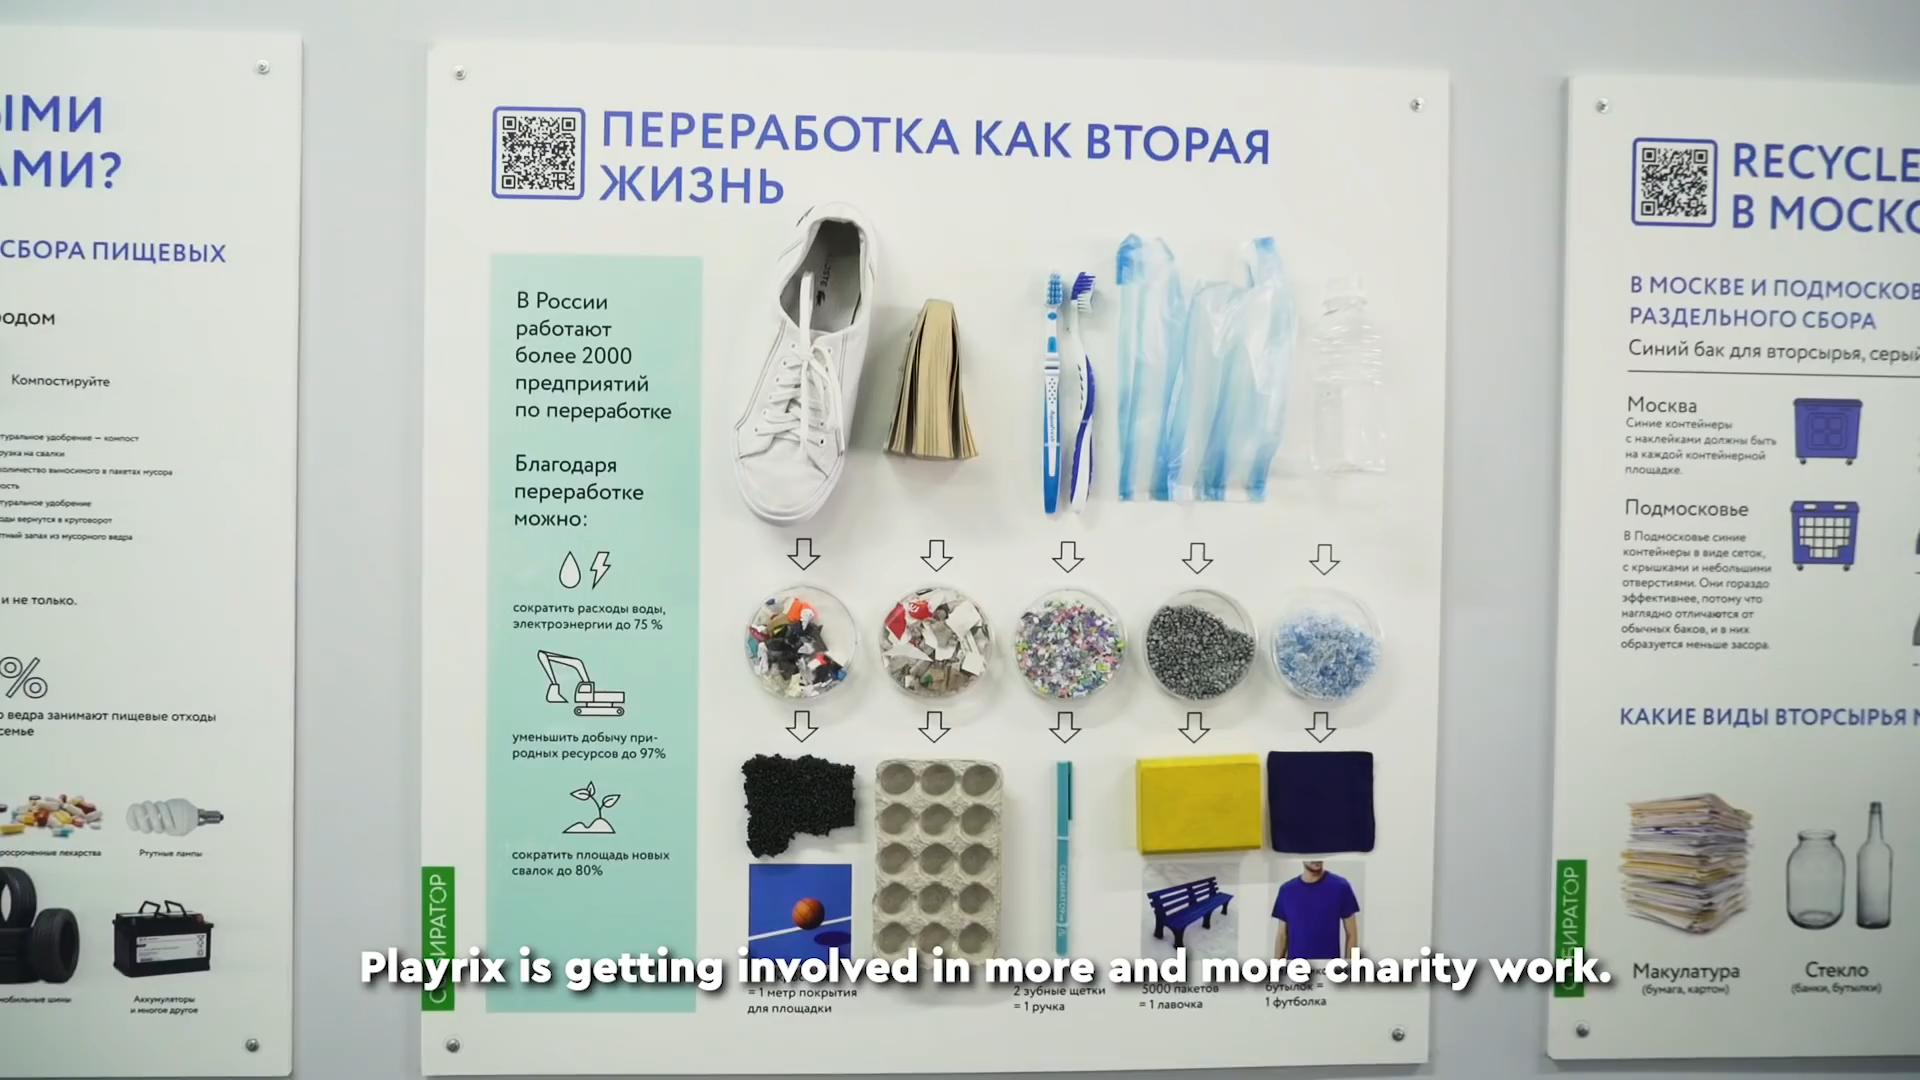 ПЕРЕРАБОТКА КАК ВТОРАЯ
ЖИЗНЬ
В России
работают
более 2000
предприятий
по переработке
Благодаря
переработке
можно:
сократить расходы воды,
электроэнергии до 75 %
уменьшить добычу при-
родных ресурсов до 97%
сократить площадь новых
свалок до 80%
= 1 метр покрытия
для площадки
2 зубные щетки
= 1 ручка
5000 пакетов
= 1 лавочка
бутылок =
1 футболка
АМИ?
СБОРА ПИЩЕВЫХ
Компостируйте
и не только.
%
ведра занимают пищевые отходы
семье
Ртутные лампы
Аккумуляторы
и многое другое
RECYCLE
В МОСКВЕ И ПОДМОСКОВ
РАЗДЕЛЬНОГО СБОРА
Синий бак для вторсырья, серый
Москва
Синие контейнеры
с наклейками должны быть
на каждой контейнерной
площадке.
Подмосковье
В Подмосковье синие
контейнеры в виде сеток,
с крышками и небольшими
отверстиями. Они гораздо
эффективнее, потому что
наглядно отличаются от
обычных баков, и в них
образуется меньше засора.
КАКИЕ ВИДЫ ВТОРСЫРЬЯ
Макулатура
(бумага, картон)
Стекло
(банки, бутылки)
Playrix is getting involved in more and more charity work.